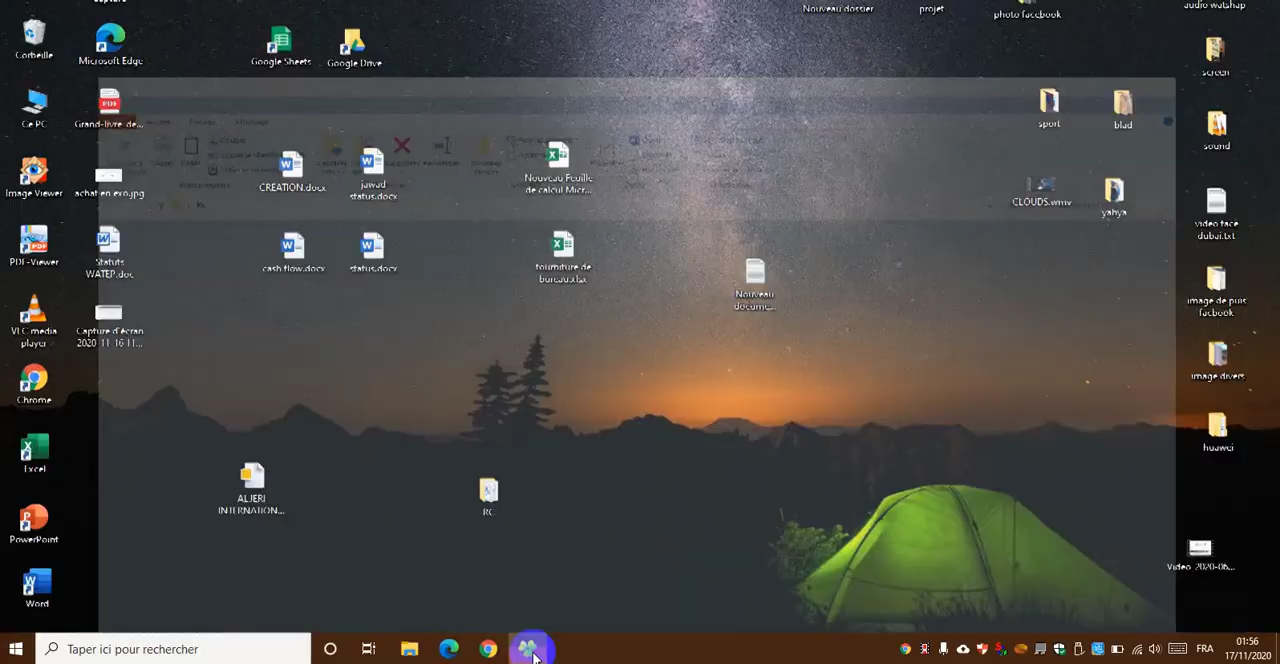 Nouveau dossier
projet
photo facebook
audio watshap
Corbeille
Microsoft Edge
Google Sheets
Google Drive
screen
Ce PC
PDF
Grand-livre de...
sport
blad
sound
Image Viewer
achat en exo.jpg
CREATION.docx
jawad
status.docx
Nouveau Feuille
de calcul Micr...
CLOUDS.wmv
yahya
video face
dubai.txt
PDF-Viewer
Statuts
WATEP.doc
cash flow.docx
status.docx
fourniture de
bureau.xlsx
Nouveau
docume...
image de puis
facbook
VLC media
player
Capture d'écran
2020-11-16 11...
image divers
Chrome
huawei
Excel
ALJERI
INTERNATION...
RC
PowerPoint
Video_2020-06...
Word
Taper ici pour rechercher
FRA
01:56
17/11/2020